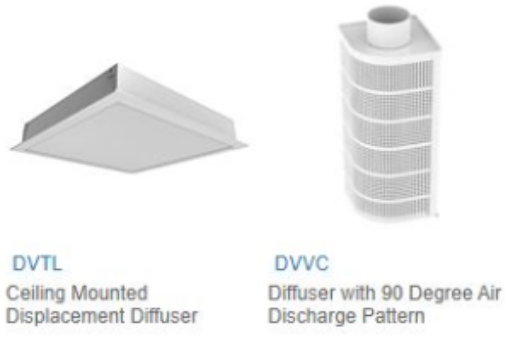 DVTL
Ceiling Mounted
Displacement Diffuser
DVVC
Diffuser with 90 Degree Air
Discharge Pattern